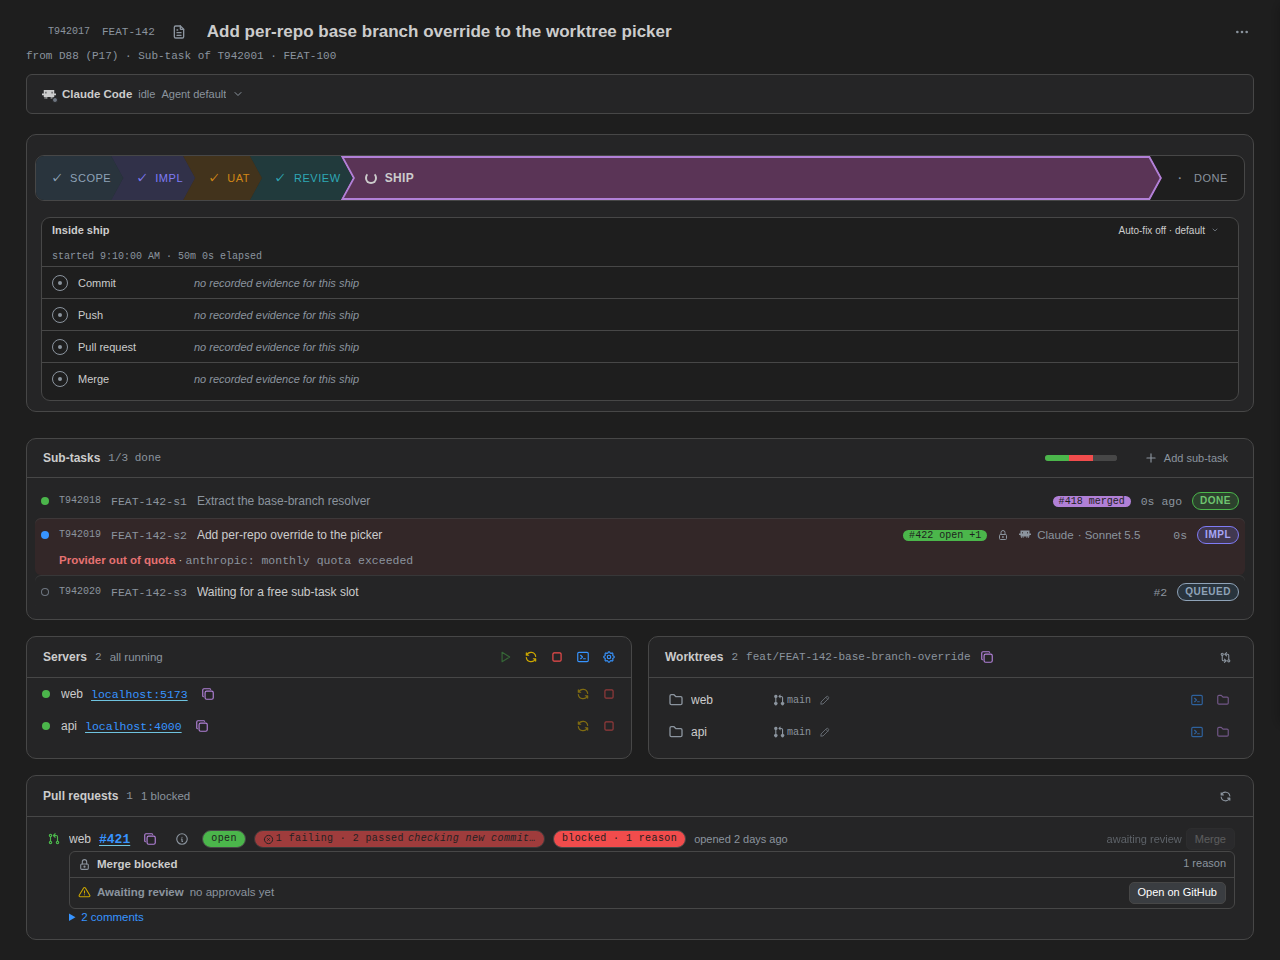 T942017 FEAT-142 Add per-repo base branch override to the worktree picker
from D88 (P17) · Sub-task of T942001 · FEAT-100
Claude Code idle Agent default
SCOPE IMPL UAT REVIEW SHIP DONE
Inside ship Auto-fix off · default
started 9:10:00 AM · 50m 0s elapsed
Commit no recorded evidence for this ship
Push no recorded evidence for this ship
Pull request no recorded evidence for this ship
Merge no recorded evidence for this ship
Sub-tasks 1/3 done Add sub-task
T942018 FEAT-142-s1 Extract the base-branch resolver #418 merged 0s ago DONE
T942019 FEAT-142-s2 Add per-repo override to the picker #422 open +1 Claude · Sonnet 5.5 0s IMPL
Provider out of quota · anthropic: monthly quota exceeded
T942020 FEAT-142-s3 Waiting for a free sub-task slot #2 QUEUED
Servers 2 all running
web localhost:5173
api localhost:4000
Worktrees 2 feat/FEAT-142-base-branch-override
web main
api main
Pull requests 1 1 blocked
web #421 open 1 failing · 2 passed checking new commit… blocked · 1 reason opened 2 days ago awaiting review Merge
Merge blocked 1 reason
Awaiting review no approvals yet Open on GitHub
2 comments